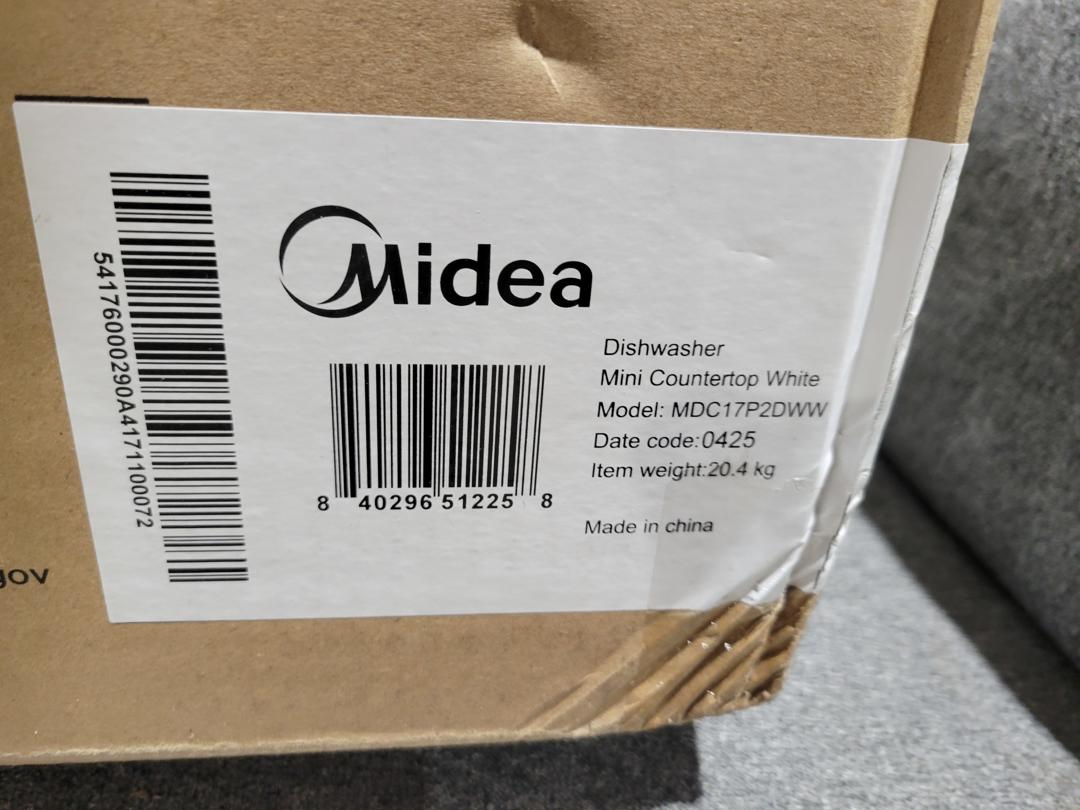 Midea
5417600290A4171100072
Dishwasher
Mini Countertop White
Model: MDC17P2DWW
Date code:0425
Item weight:20.4 kg
8 40296 51225 8
Made in china